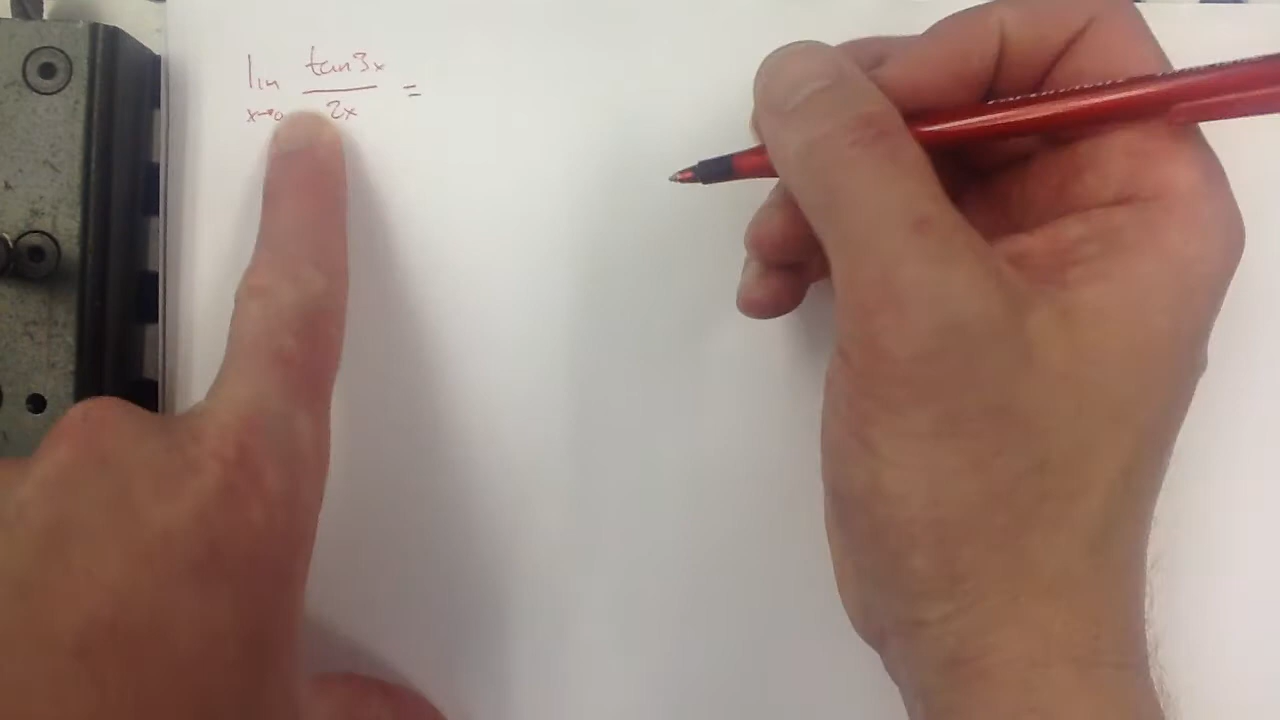 lim tan3x / 2x =
x→0